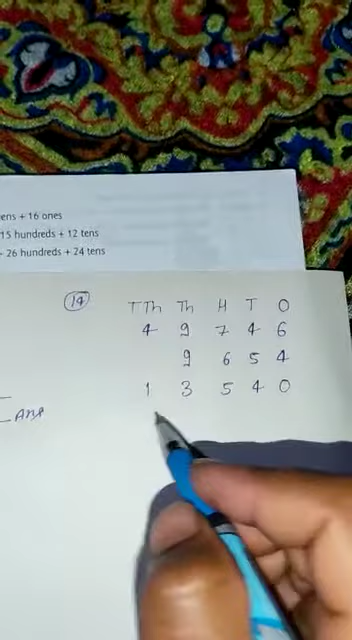 ens + 16 ones
15 hundreds + 12 tens
26 hundreds + 24 tens
14 T Th Th H T O
4 9 7 4 6
9 6 5 4
1 3 5 4 0
Ans